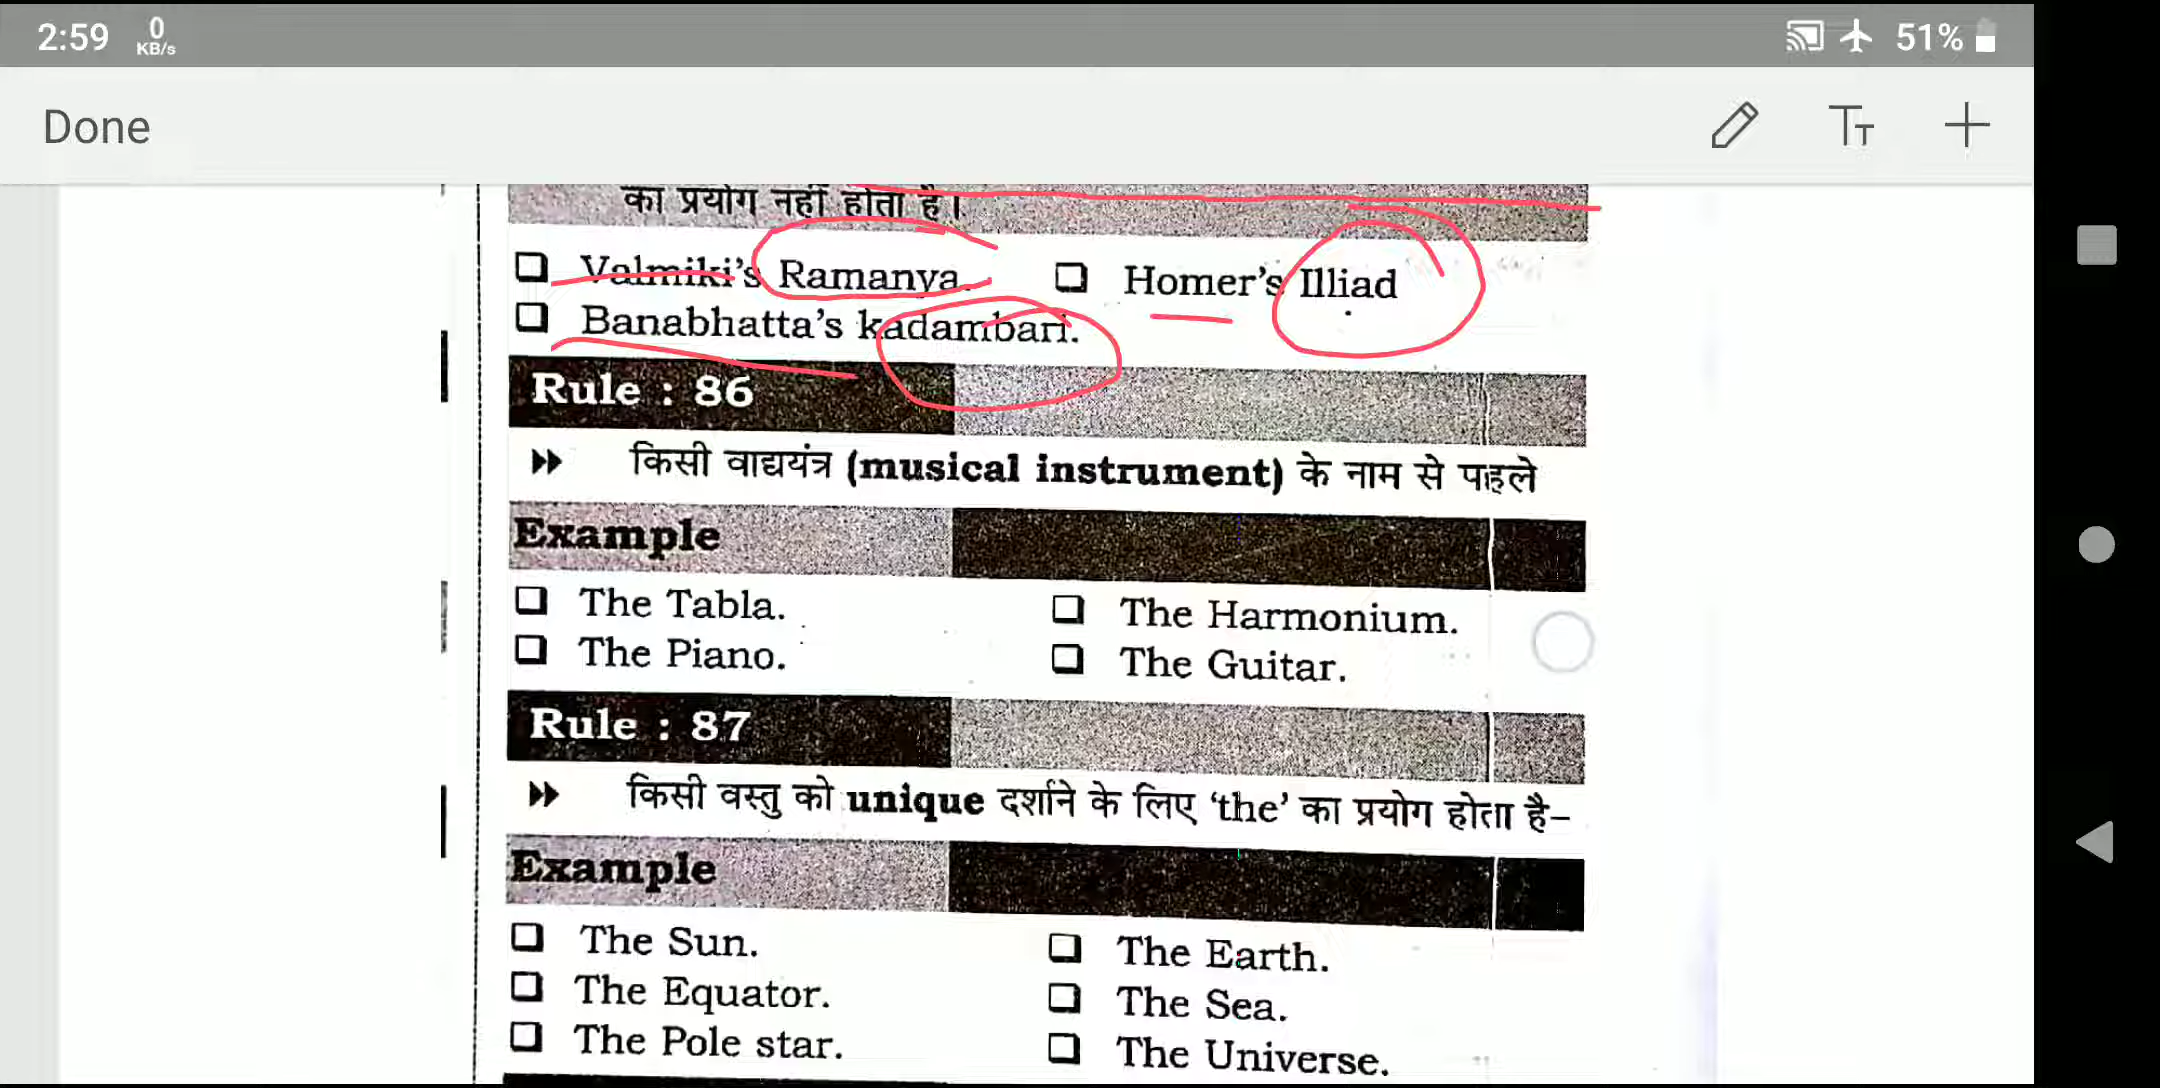 2:59 0 KB/s 51%
Done
का प्रयोग नहीं होता है।
Valmiki's Ramanya. Homer's Illiad
Banabhatta's kadambari.
Rule : 86
किसी वाद्ययंत्र (musical instrument) के नाम से पहले
Example
The Tabla. The Harmonium.
The Piano. The Guitar.
Rule : 87
किसी वस्तु को unique दर्शाने के लिए 'the' का प्रयोग होता है–
Example
The Sun. The Earth.
The Equator. The Sea.
The Pole star. The Universe.